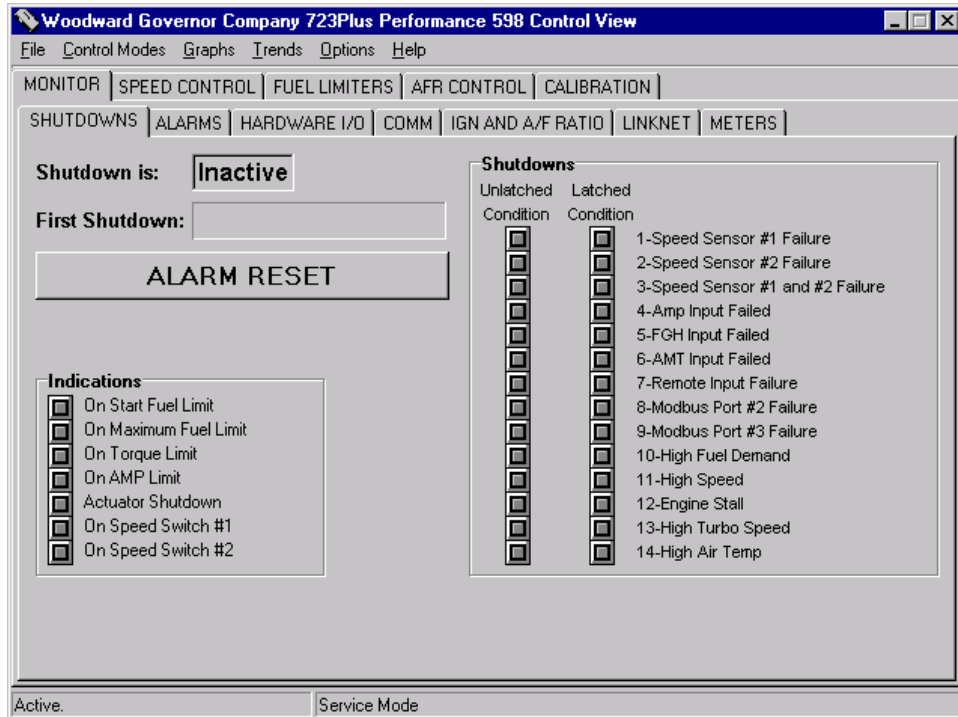 Woodward Governor Company 723Plus Performance 598 Control View
File Control Modes Graphs Trends Options Help
MONITOR SPEED CONTROL FUEL LIMITERS AFR CONTROL CALIBRATION
SHUTDOWNS ALARMS HARDWARE I/O COMM IGN AND A/F RATIO LINKNET METERS
Shutdown is: Inactive
First Shutdown:
ALARM RESET
Indications
On Start Fuel Limit
On Maximum Fuel Limit
On Torque Limit
On AMP Limit
Actuator Shutdown
On Speed Switch #1
On Speed Switch #2
Shutdowns
Unlatched Latched
Condition Condition
1-Speed Sensor #1 Failure
2-Speed Sensor #2 Failure
3-Speed Sensor #1 and #2 Failure
4-Amp Input Failed
5-FGH Input Failed
6-AMT Input Failed
7-Remote Input Failure
8-Modbus Port #2 Failure
9-Modbus Port #3 Failure
10-High Fuel Demand
11-High Speed
12-Engine Stall
13-High Turbo Speed
14-High Air Temp
Active. Service Mode